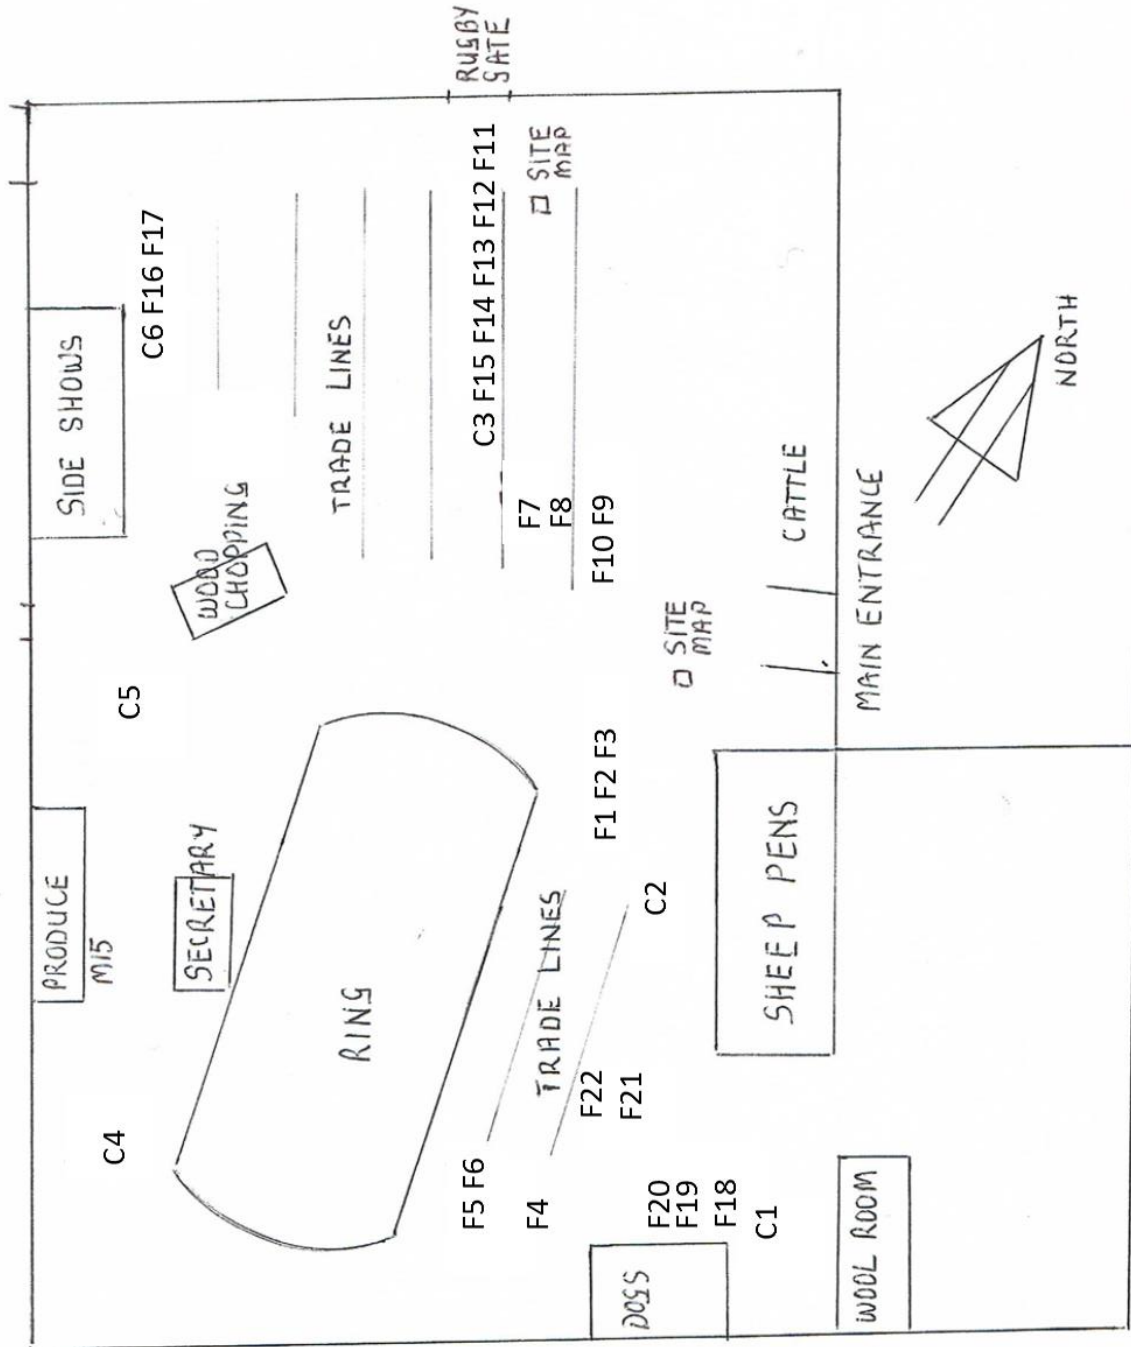 PRODUCE
M15
SIDE SHOWS
C4
C5
C6 F16 F17
SECRETARY
WOOD
CHOPPING
TRADE LINES
RING
RUGBY
GATE
C3 F15 F14 F13 F12 F11
F5 F6
F7
F8
SITE
MAP
F4
TRADE LINES
F22
F21
F1 F2 F3
F10 F9
DOGS
F20
F19
F18
C1
C2
SITE
MAP
SHEEP PENS
CATTLE
WOOL ROOM
MAIN ENTRANCE
NORTH